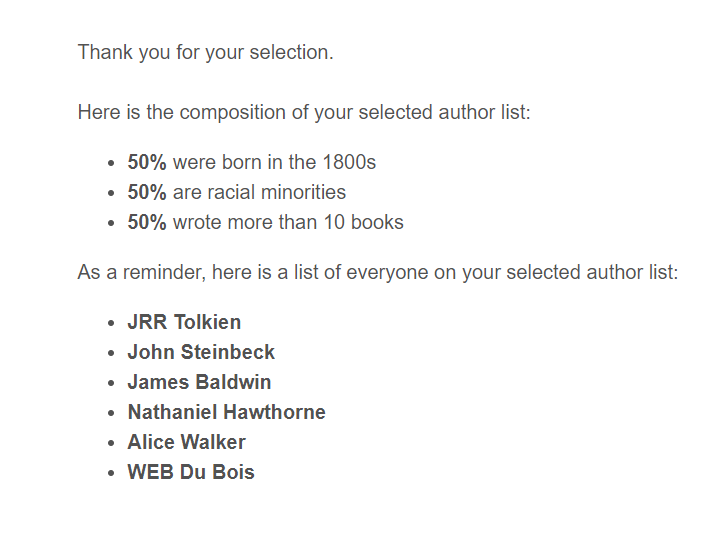 Thank you for your selection.
Here is the composition of your selected author list:
• 50% were born in the 1800s
• 50% are racial minorities
• 50% wrote more than 10 books
As a reminder, here is a list of everyone on your selected author list:
• JRR Tolkien
• John Steinbeck
• James Baldwin
• Nathaniel Hawthorne
• Alice Walker
• WEB Du Bois